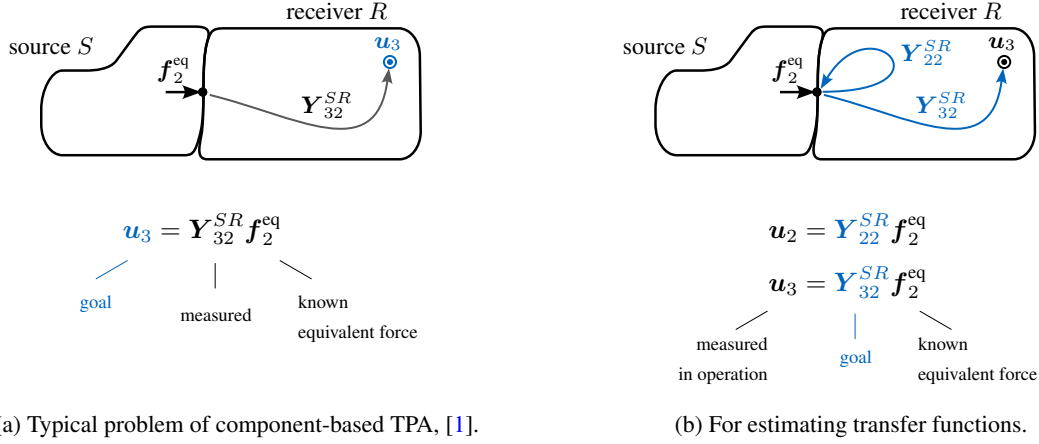 receiver R
source S
u_3
f_2^eq
Y_32^SR
u_3 = Y_32^SR f_2^eq
goal
measured
known
equivalent force
a) Typical problem of component-based TPA, [1].
receiver R
source S
u_3
Y_22^SR
f_2^eq
Y_32^SR
u_2 = Y_22^SR f_2^eq
u_3 = Y_32^SR f_2^eq
measured
in operation
goal
known
equivalent force
(b) For estimating transfer functions.